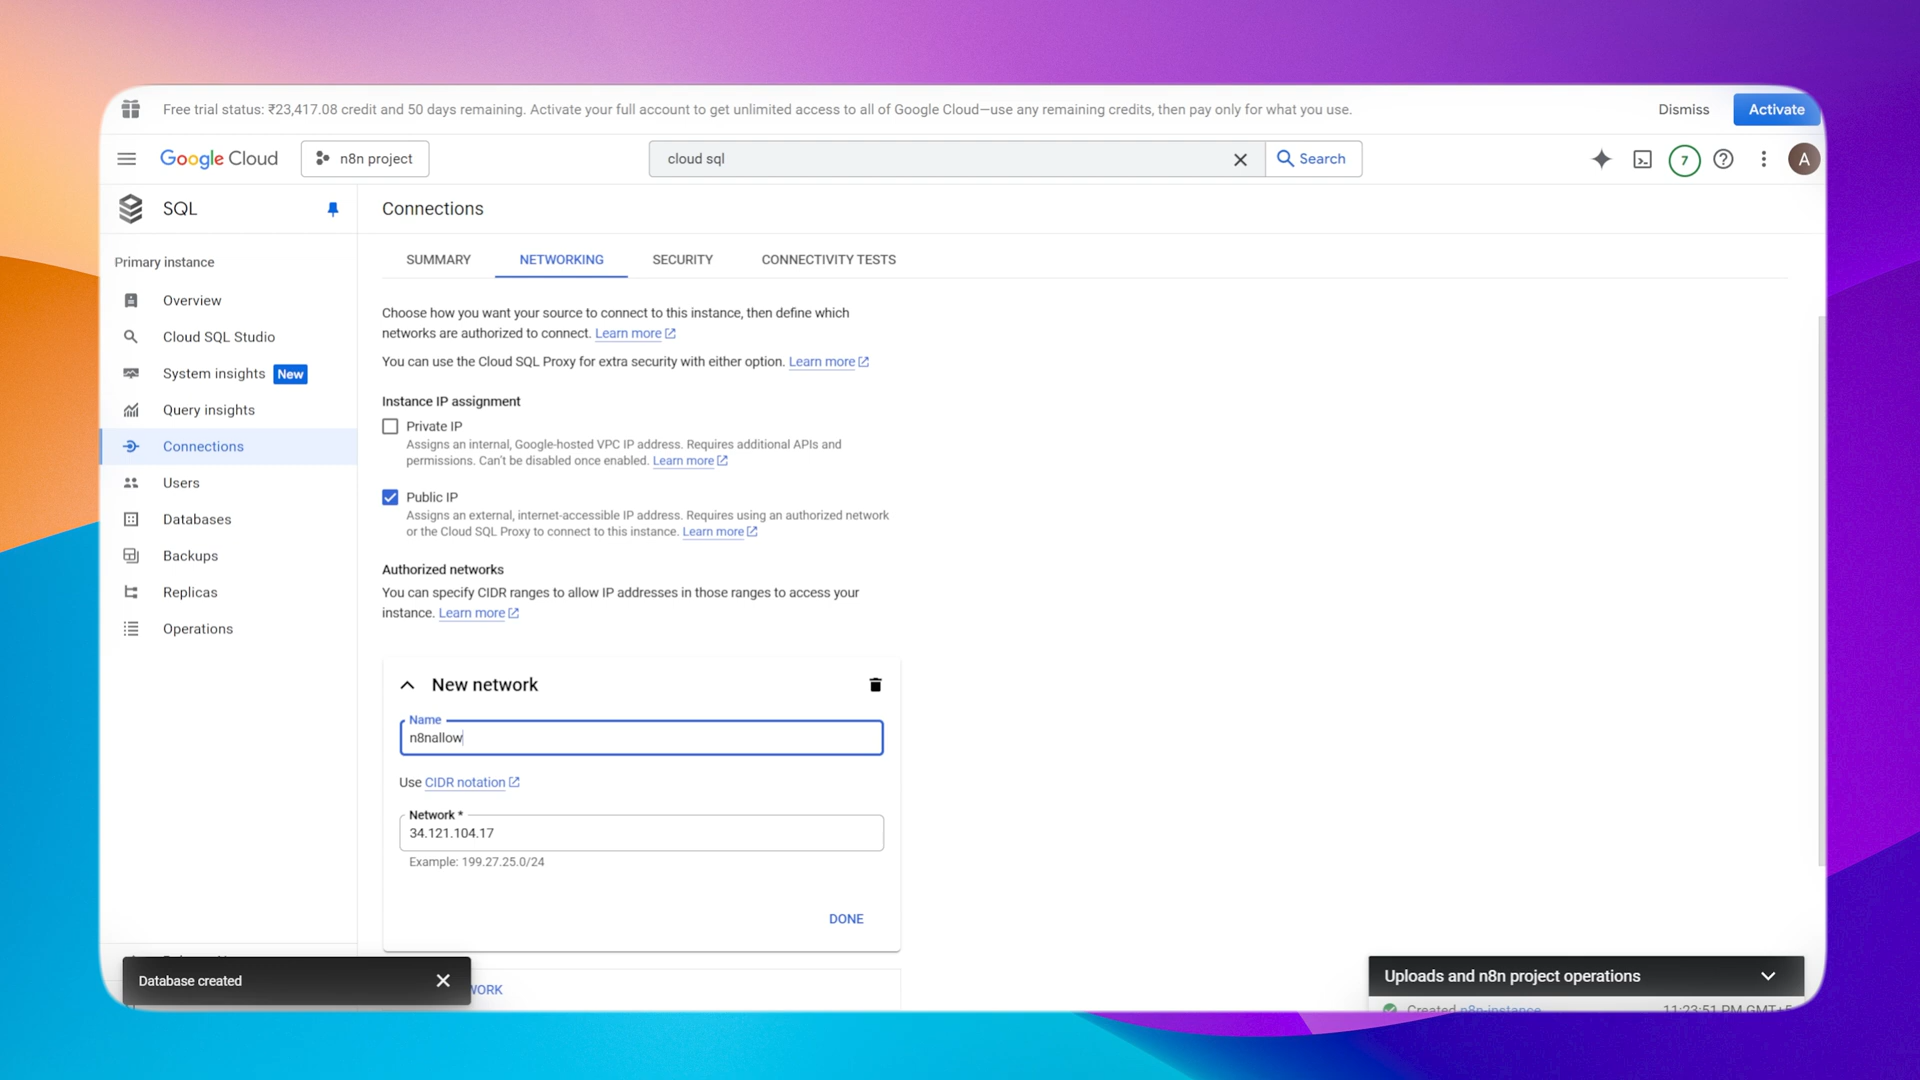 Free trial status: ₹23,417.08 credit and 50 days remaining. Activate your full account to get unlimited access to all of Google Cloud—use any remaining credits, then pay only for what you use.
Dismiss
Activate
Google Cloud
n8n project
cloud sql
Search
7
A
SQL
Connections
Primary instance
Overview
Cloud SQL Studio
System insights New
Query insights
Connections
Users
Databases
Backups
Replicas
Operations
SUMMARY
NETWORKING
SECURITY
CONNECTIVITY TESTS
Choose how you want your source to connect to this instance, then define which
networks are authorized to connect. Learn more
You can use the Cloud SQL Proxy for extra security with either option. Learn more
Instance IP assignment
Private IP
Assigns an internal, Google-hosted VPC IP address. Requires additional APIs and
permissions. Can't be disabled once enabled. Learn more
Public IP
Assigns an external, internet-accessible IP address. Requires using an authorized network
or the Cloud SQL Proxy to connect to this instance. Learn more
Authorized networks
You can specify CIDR ranges to allow IP addresses in those ranges to access your
instance. Learn more
New network
Name
n8nallow
Use CIDR notation
Network *
34.121.104.17
Example: 199.27.25.0/24
DONE
Database created
WORK
Uploads and n8n project operations
Created n8n-instance
11:23:51 PM GMT+5